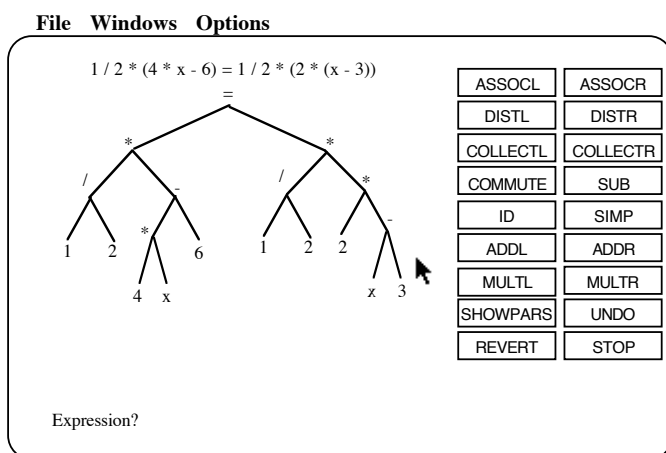 File Windows Options
1 / 2 * (4 * x - 6) = 1 / 2 * (2 * (x - 3))
=
* *
/ - / *
* -
1 2 6 1 2 2
4 x x 3
ASSOCL ASSOCR
DISTL DISTR
COLLECTL COLLECTR
COMMUTE SUB
ID SIMP
ADDL ADDR
MULTL MULTR
SHOWPARS UNDO
REVERT STOP
Expression?